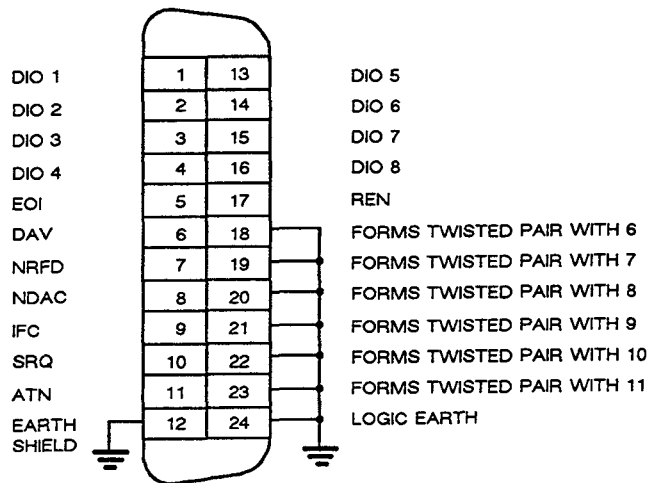 DIO 1 1 13 DIO 5
DIO 2 2 14 DIO 6
DIO 3 3 15 DIO 7
DIO 4 4 16 DIO 8
EOI 5 17 REN
DAV 6 18 FORMS TWISTED PAIR WITH 6
NRFD 7 19 FORMS TWISTED PAIR WITH 7
NDAC 8 20 FORMS TWISTED PAIR WITH 8
IFC 9 21 FORMS TWISTED PAIR WITH 9
SRQ 10 22 FORMS TWISTED PAIR WITH 10
ATN 11 23 FORMS TWISTED PAIR WITH 11
EARTH 12 24 LOGIC EARTH
SHIELD